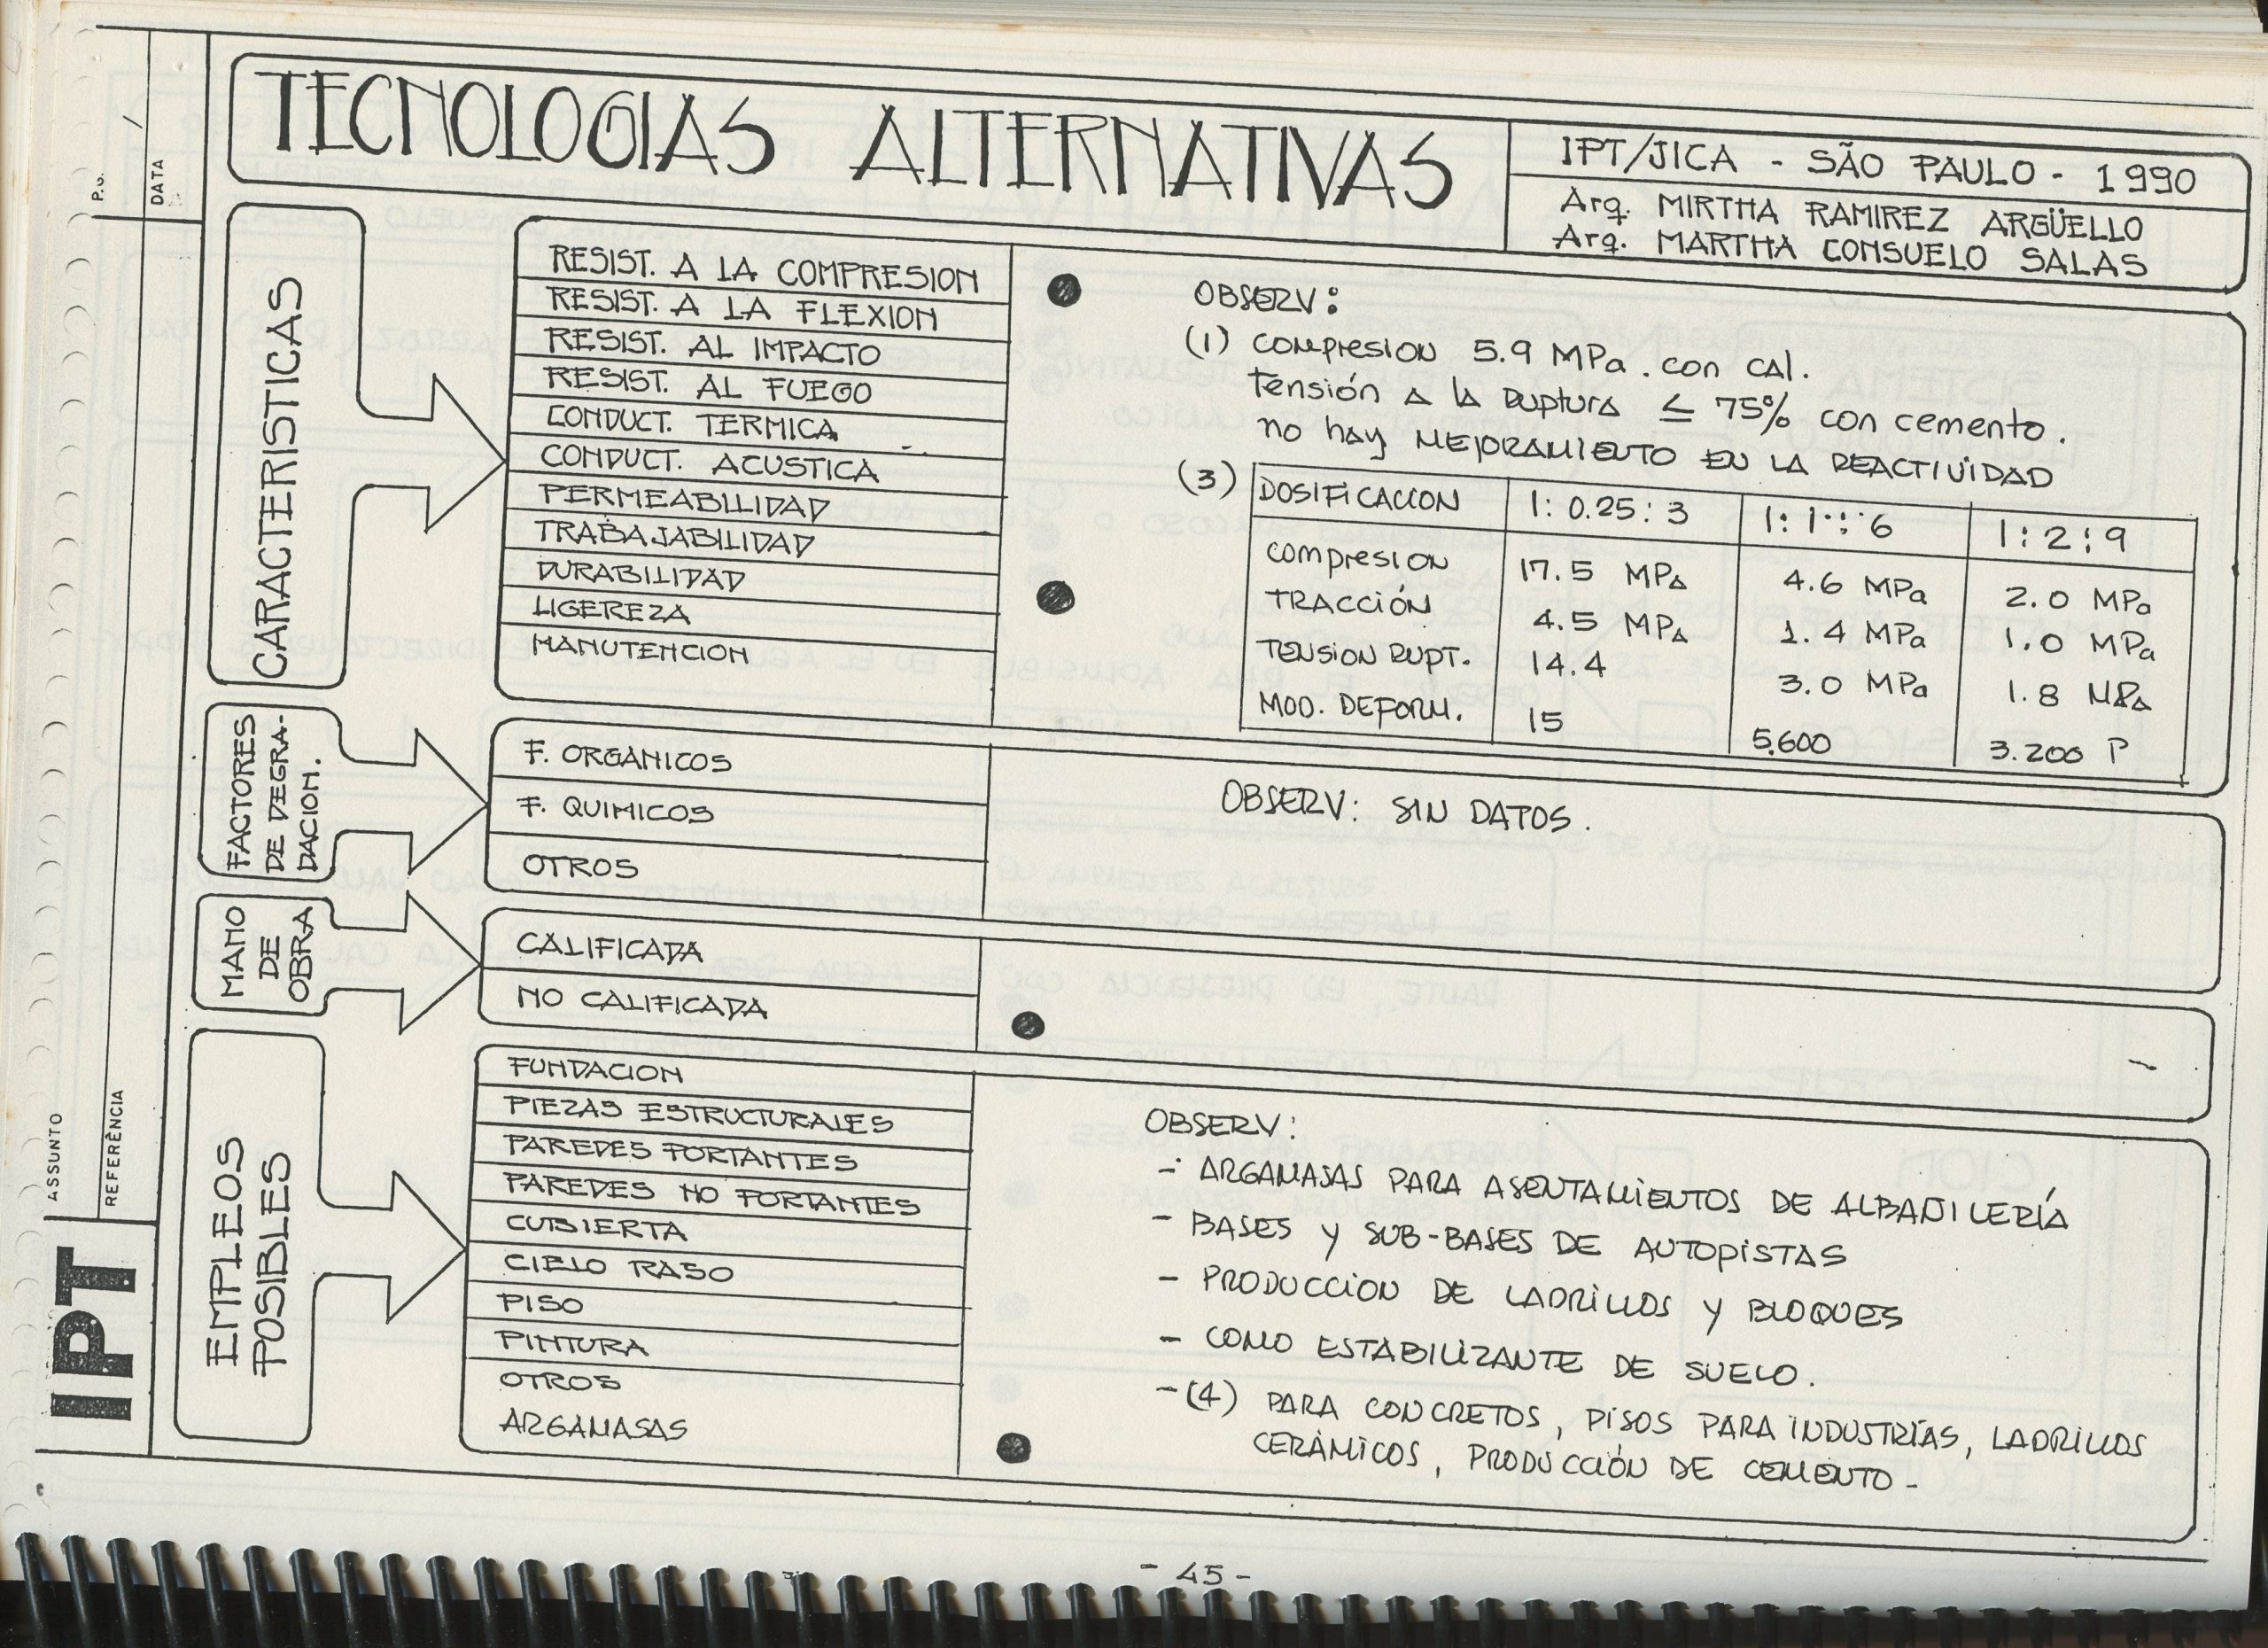 TECNOLOGIAS ALTERNATIVAS
IPT/JICA - SÃO PAULO - 1990
Arq. MIRTHA RAMIREZ ARGÜELLO
Arq. MARTHA CONSUELO SALAS
P.G.
DATA
/
ASSUNTO
REFERÊNCIA
IPT
CARACTERISTICAS
RESIST. A LA COMPRESION
RESIST. A LA FLEXION
RESIST. AL IMPACTO
RESIST. AL FUEGO
CONDUCT. TERMICA
CONDUCT. ACUSTICA
PERMEABILIDAD
TRABAJABILIDAD
DURABILIDAD
LIGEREZA
MANUTENCION
OBSERV:
(1) COMPRESION 5.9 MPa . con cal.
Tensión a la Ruptura ≤ 75% con cemento.
no hay MEJORAMIENTO EN LA REACTIVIDAD
(3) DOSIFICACION 1: 0.25: 3 1: 1: 6 1: 2: 9
COMPRESION 17.5 MPa 4.6 MPa 2.0 MPa
TRACCIÓN 4.5 MPa 1.4 MPa 1.0 MPa
TENSION RUPT. 14.4 3.0 MPa 1.8 MPa
MOD. DEFORM. 15 5.600 3.200 P
FACTORES
DE DEGRA-
DACION.
F. ORGANICOS
F. QUIMICOS
OTROS
OBSERV: SIN DATOS.
MANO
DE
OBRA
CALIFICADA
NO CALIFICADA
EMPLEOS
POSIBLES
FUNDACION
PIEZAS ESTRUCTURALES
PAREDES PORTANTES
PAREDES NO PORTANTES
CUBIERTA
CIELO RASO
PISO
PINTURA
OTROS
ARGAMASAS
OBSERV:
- ARGAMASAS PARA ASENTAMIENTOS DE ALBAÑILERÍA
- BASES Y SUB-BASES DE AUTOPISTAS
- PRODUCCION DE LADRILLOS Y BLOQUES
- COMO ESTABILIZANTE DE SUELO.
-(4) PARA CONCRETOS, PISOS PARA INDUSTRÍAS, LADRILLOS
CERÁMICOS, PRODUCCIÓN DE CEMENTO -
- 45 -